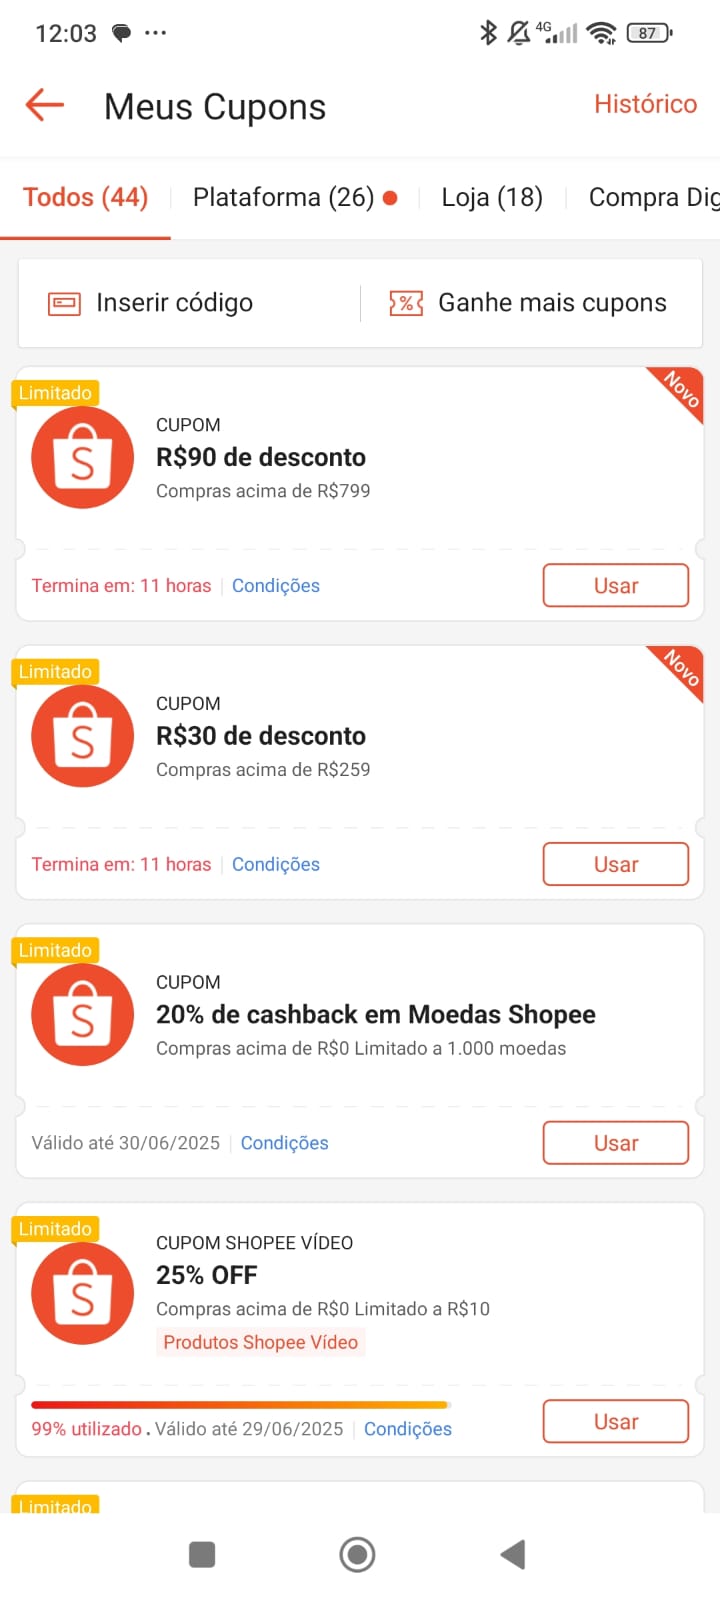 12:03
4G
87
Meus Cupons
Histórico
Todos (44)
Plataforma (26)
Loja (18)
Compra Dig
Inserir código
Ganhe mais cupons
Limitado
Novo
CUPOM
R$90 de desconto
Compras acima de R$799
Termina em: 11 horas
Condições
Usar
Limitado
Novo
CUPOM
R$30 de desconto
Compras acima de R$259
Termina em: 11 horas
Condições
Usar
Limitado
CUPOM
20% de cashback em Moedas Shopee
Compras acima de R$0 Limitado a 1.000 moedas
Válido até 30/06/2025
Condições
Usar
Limitado
CUPOM SHOPEE VÍDEO
25% OFF
Compras acima de R$0 Limitado a R$10
Produtos Shopee Vídeo
99% utilizado . Válido até 29/06/2025
Condições
Usar
Limitado